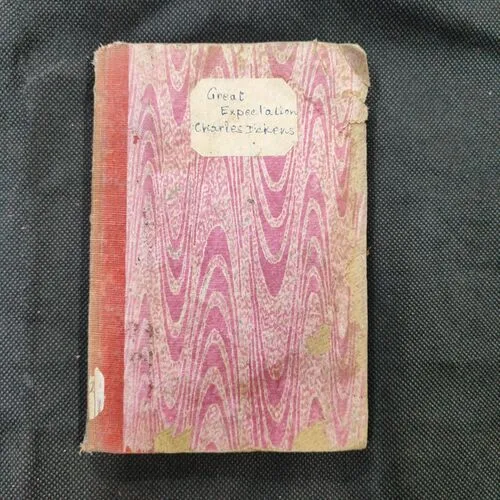 Great
Expectation
Charles Dickens